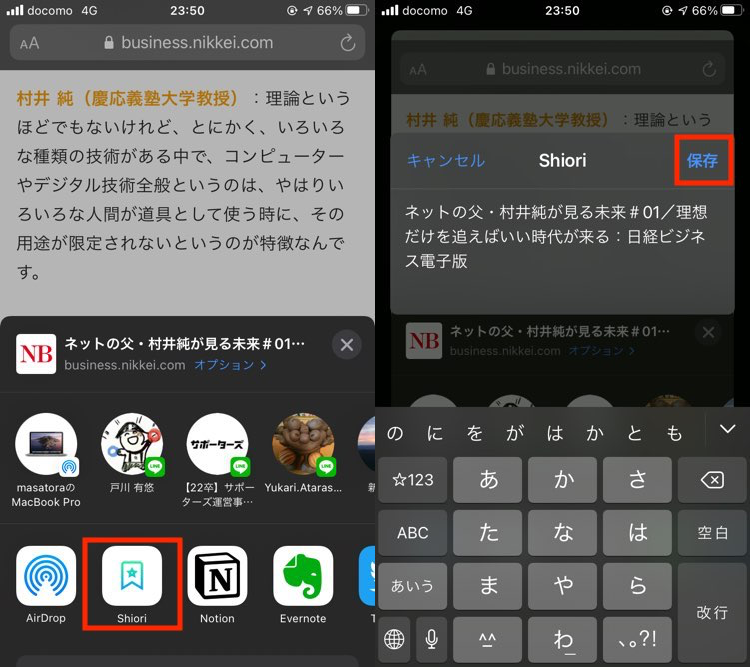 docomo 4G
23:50
66%
AA
business.nikkei.com
村井 純（慶応義塾大学教授）：理論という
ほどでもないけれど、とにかく、いろいろ
な種類の技術がある中で、コンピューター
やデジタル技術全般というのは、やはりい
ろいろな人間が道具として使う時に、その
用途が限定されないというのが特徴なんで
す。
NB
ネットの父・村井純が見る未来＃01…
business.nikkei.com オプション
サポーターズ
LINE
LINE
LINE
masatoraの
MacBook Pro
戸川 有悠
【22卒】サポー
ターズ運営事…
Yukari.Ataras…
N
AirDrop
Shiori
Notion
Evernote
docomo 4G
23:50
66%
AA
business.nikkei.com
村井 純（慶応義塾大学教授）：理論という
キャンセル
Shiori
保存
ネットの父・村井純が見る未来＃01／理想
だけを追えばいい時代が来る：日経ビジネ
ス電子版
NB
ネットの父・村井純が見る未来＃01…
business.nikkei.com オプション
の に を が は か と も
☆123 あ か さ
ABC た な は 空白
あいう ま や ら
改行
^^ わ_ 、。?!